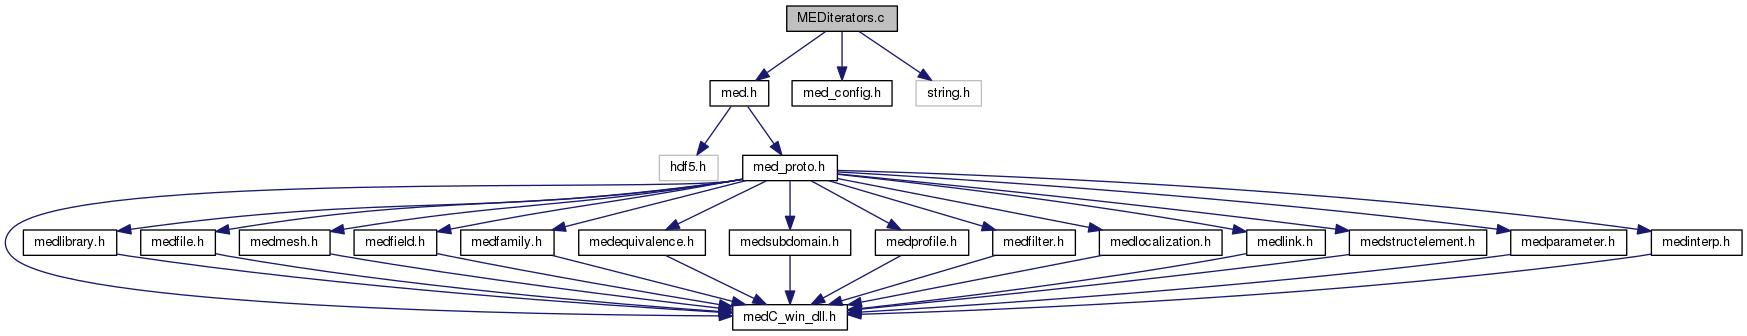 MEDiterators.c
med.h
med_config.h
string.h
hdf5.h
med_proto.h
medlibrary.h
medfile.h
medmesh.h
medfield.h
medfamily.h
medequivalence.h
medsubdomain.h
medprofile.h
medfilter.h
medlocalization.h
medlink.h
medstructelement.h
medparameter.h
medinterp.h
medC_win_dll.h